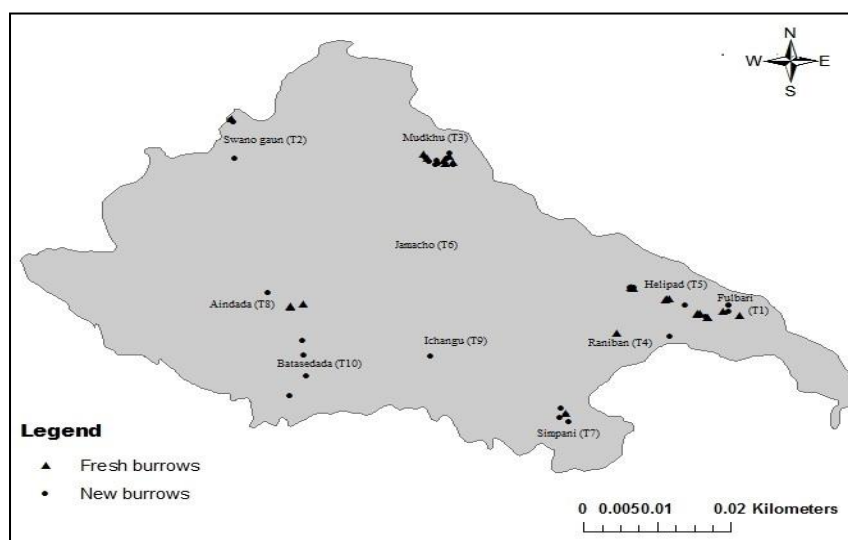 N
W E
S
Swano gaun (T2)
Mudkhu (T3)
Jamacho (T6)
Helipad (T5)
Aindada (T8)
Fulbari
(T1)
Ichangu (T9)
Raniban (T4)
Batasedada (T10)
Simpani (T7)
Legend
Fresh burrows
New burrows
0 0.0050.01 0.02 Kilometers